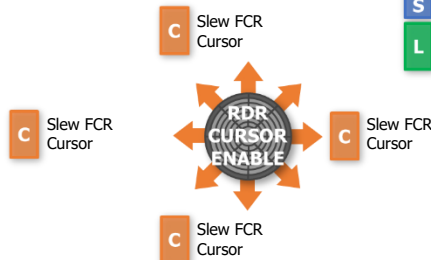 C Slew FCR
Cursor
S
L
RDR
CURSOR
ENABLE
C Slew FCR
Cursor
C Slew FCR
Cursor
C Slew FCR
Cursor